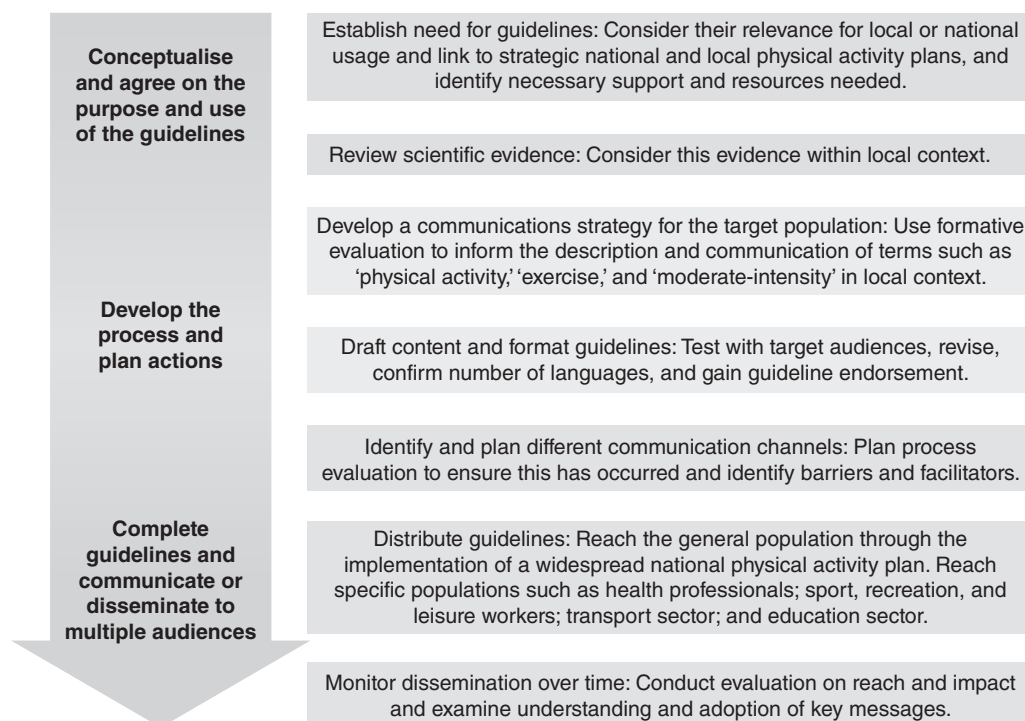 Conceptualise
and agree on the
purpose and use
of the guidelines
Establish need for guidelines: Consider their relevance for local or national
usage and link to strategic national and local physical activity plans, and
identify necessary support and resources needed.
Review scientific evidence: Consider this evidence within local context.
Develop the
process and
plan actions
Develop a communications strategy for the target population: Use formative
evaluation to inform the description and communication of terms such as
‘physical activity,’ ‘exercise,’ and ‘moderate-intensity’ in local context.
Draft content and format guidelines: Test with target audiences, revise,
confirm number of languages, and gain guideline endorsement.
Complete
guidelines and
communicate or
disseminate to
multiple audiences
Identify and plan different communication channels: Plan process
evaluation to ensure this has occurred and identify barriers and facilitators.
Distribute guidelines: Reach the general population through the
implementation of a widespread national physical activity plan. Reach
specific populations such as health professionals; sport, recreation, and
leisure workers; transport sector; and education sector.
Monitor dissemination over time: Conduct evaluation on reach and impact
and examine understanding and adoption of key messages.